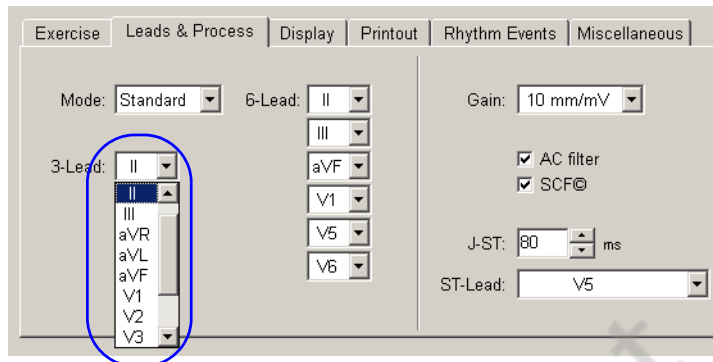 Exercise Leads & Process Display Printout Rhythm Events Miscellaneous
Mode: Standard 6-Lead: II Gain: 10 mm/mV
III
3-Lead: II aVF AC filter
II V1 SCF©
III
aVR V5 J-ST: 80 ms
aVL
aVF V6 ST-Lead: V5
V1
V2
V3